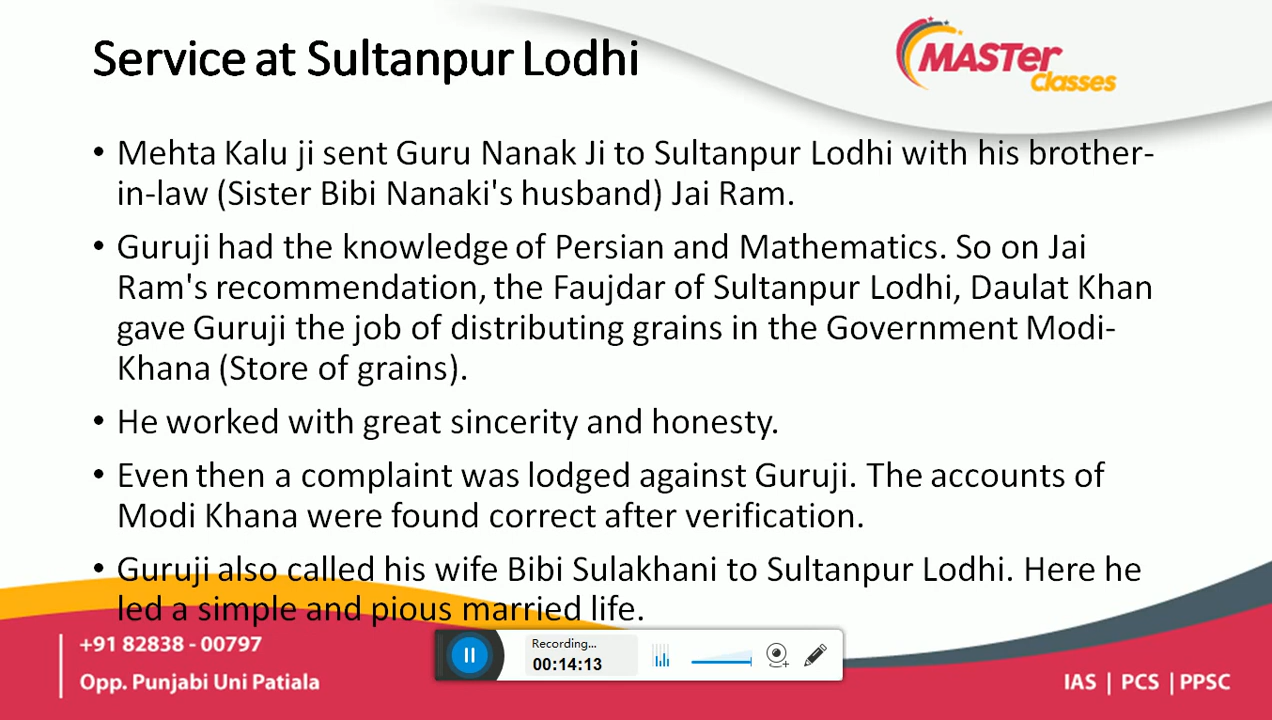 Service at Sultanpur Lodhi
MASTer
Classes
• Mehta Kalu ji sent Guru Nanak Ji to Sultanpur Lodhi with his brother-
in-law (Sister Bibi Nanaki's husband) Jai Ram.
• Guruji had the knowledge of Persian and Mathematics. So on Jai
Ram's recommendation, the Faujdar of Sultanpur Lodhi, Daulat Khan
gave Guruji the job of distributing grains in the Government Modi-
Khana (Store of grains).
• He worked with great sincerity and honesty.
• Even then a complaint was lodged against Guruji. The accounts of
Modi Khana were found correct after verification.
• Guruji also called his wife Bibi Sulakhani to Sultanpur Lodhi. Here he
led a simple and pious married life.
+91 82838 - 00797
Opp. Punjabi Uni Patiala
Recording...
00:14:13
IAS | PCS | PPSC